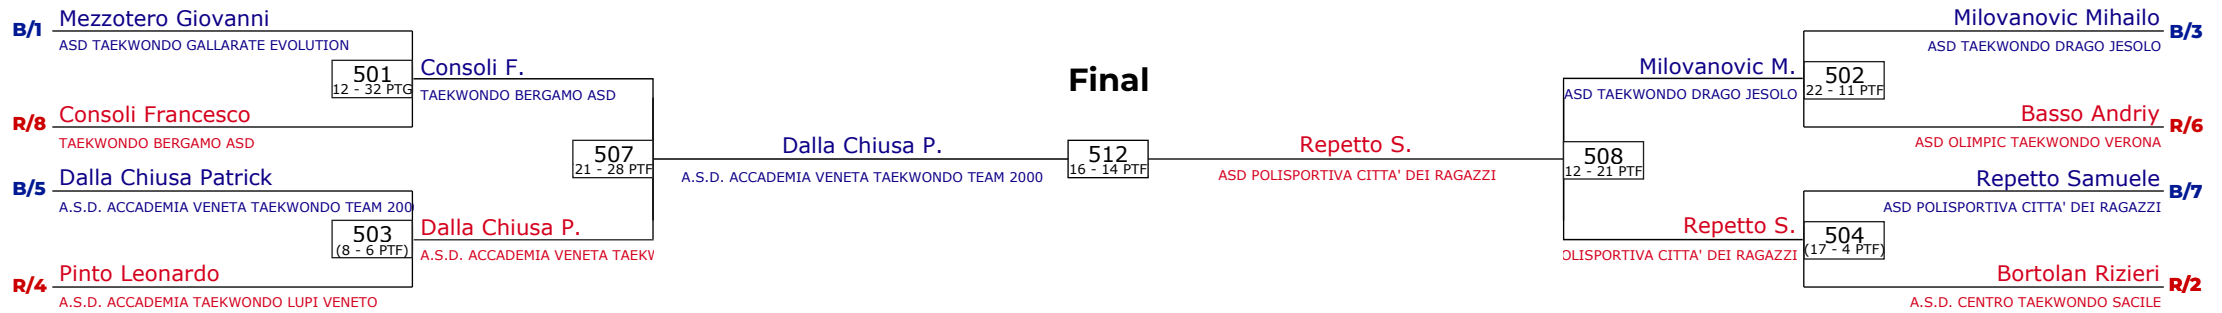 B/1 Mezzotero Giovanni
ASD TAEKWONDO GALLARATE EVOLUTION
501
12 - 32 PTG
R/8 Consoli Francesco
TAEKWONDO BERGAMO ASD
B/5 Dalla Chiusa Patrick
A.S.D. ACCADEMIA VENETA TAEKWONDO TEAM 200
503
(8 - 6 PTF)
R/4 Pinto Leonardo
A.S.D. ACCADEMIA TAEKWONDO LUPI VENETO
Consoli F.
TAEKWONDO BERGAMO ASD
507
21 - 28 PTF
Dalla Chiusa P.
A.S.D. ACCADEMIA VENETA TAEKW
Dalla Chiusa P.
A.S.D. ACCADEMIA VENETA TAEKWONDO TEAM 2000
Final
512
16 - 14 PTF
Repetto S.
ASD POLISPORTIVA CITTA' DEI RAGAZZI
Milovanovic M.
ASD TAEKWONDO DRAGO JESOLO
508
12 - 21 PTF
Repetto S.
OLISPORTIVA CITTA' DEI RAGAZZI
Milovanovic Mihailo B/3
ASD TAEKWONDO DRAGO JESOLO
502
22 - 11 PTF
Basso Andriy R/6
ASD OLIMPIC TAEKWONDO VERONA
Repetto Samuele B/7
ASD POLISPORTIVA CITTA' DEI RAGAZZI
504
(17 - 4 PTF)
Bortolan Rizieri R/2
A.S.D. CENTRO TAEKWONDO SACILE